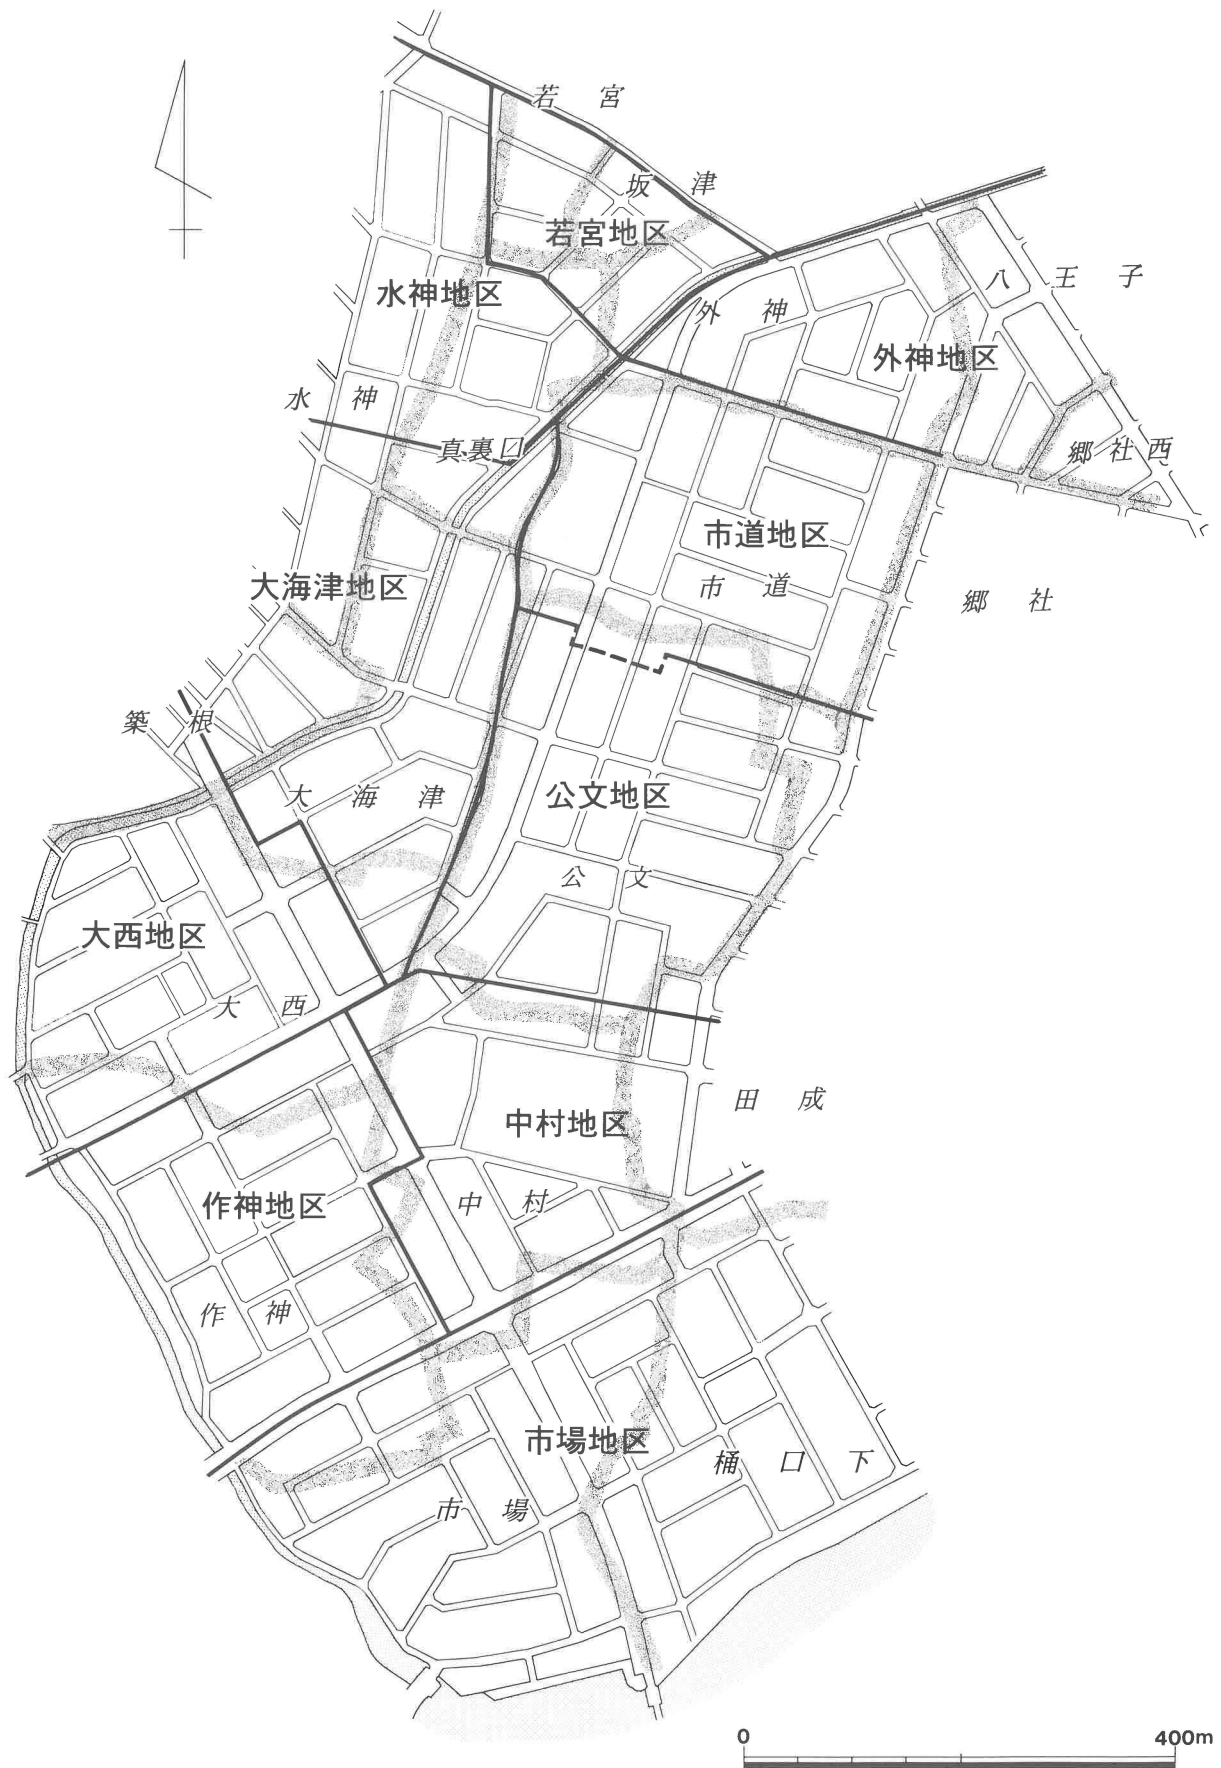 若宮
坂津
若宮地区
八王子
水神地区
外神
外神地区
水神
真裏口
郷社西
市道地区
大海津地区
市道
郷社
築根
大海津
公文地区
公文
大西地区
大西
田成
中村地区
作神地区
中村
作神
市場地区
桶口下
市場
0
400m